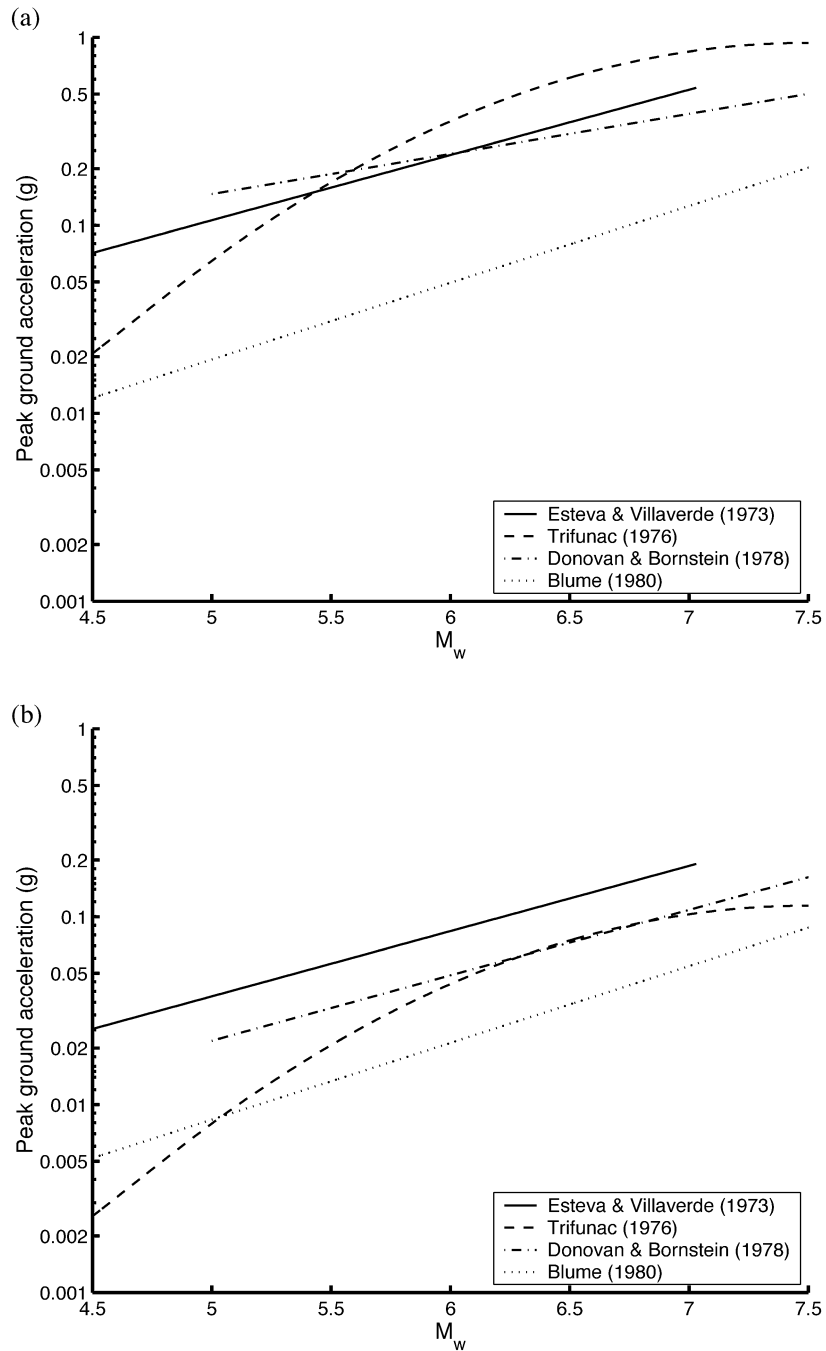 (a)
1
0.5
0.2
0.1
0.05
0.02
0.01
0.005
0.002
0.001
Peak ground acceleration (g)
Esteva & Villaverde (1973)
Trifunac (1976)
Donovan & Bornstein (1978)
Blume (1980)
4.5 5 5.5 6 6.5 7 7.5
Mw
(b)
1
0.5
0.2
0.1
0.05
0.02
0.01
0.005
0.002
0.001
Peak ground acceleration (g)
Esteva & Villaverde (1973)
Trifunac (1976)
Donovan & Bornstein (1978)
Blume (1980)
4.5 5 5.5 6 6.5 7 7.5
Mw